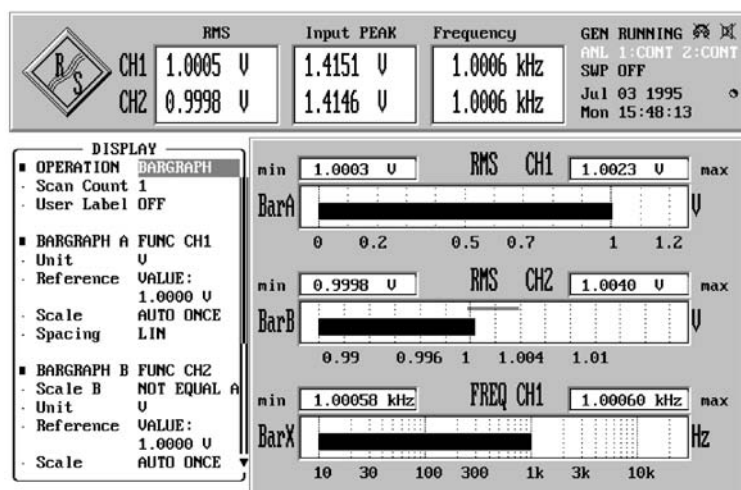 RMS Input PEAK Frequency
R&S
CH1 1.0005 V 1.4151 V 1.0006 kHz
CH2 0.9998 V 1.4146 V 1.0006 kHz
GEN RUNNING
ANL 1:CONT 2:CONT
SWP OFF
Jul 03 1995
Mon 15:48:13
DISPLAY
OPERATION BARGRAPH
Scan Count 1
User Label OFF
BARGRAPH A FUNC CH1
Unit V
Reference VALUE:
1.0000 V
Scale AUTO ONCE
Spacing LIN
BARGRAPH B FUNC CH2
Scale B NOT EQUAL A
Unit V
Reference VALUE:
1.0000 V
Scale AUTO ONCE
min 1.0003 V RMS CH1 1.0023 V max
BarA V
0 0.2 0.5 0.7 1 1.2
min 0.9998 V RMS CH2 1.0040 V max
BarB V
0.99 0.996 1 1.004 1.01
min 1.00058 kHz FREQ CH1 1.00060 kHz max
BarX Hz
10 30 100 300 1k 3k 10k